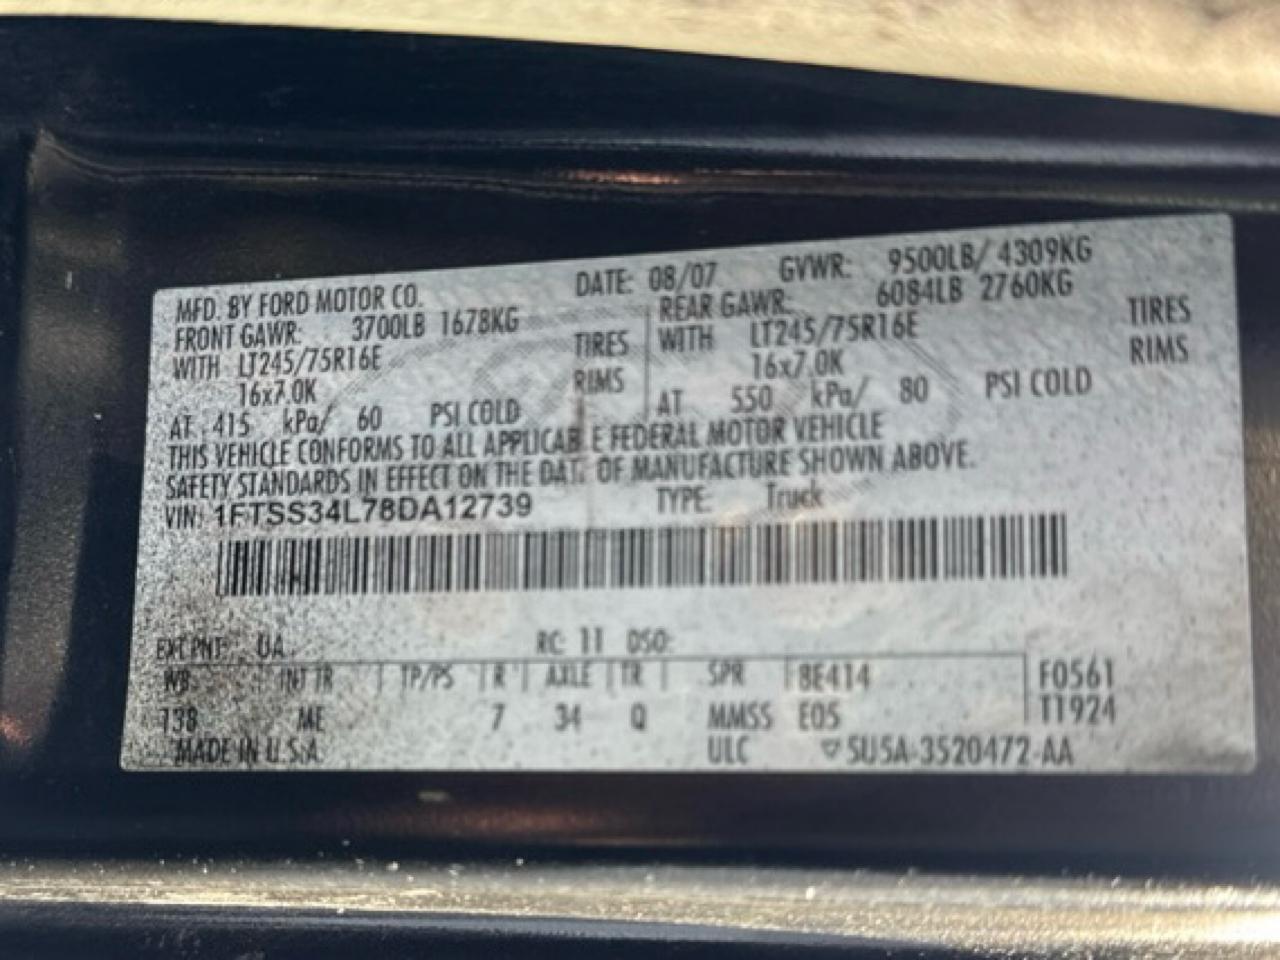 MFD. BY FORD MOTOR CO. DATE: 08/07 GVWR: 9500LB/ 4309KG
FRONT GAWR: 3700LB 1678KG REAR GAWR: 6084LB 2760KG
WITH LT245/75R16E TIRES WITH LT245/75R16E TIRES
16x7.0K RIMS 16x7.0K RIMS
AT 415 kPa/ 60 PSI COLD AT 550 kPa/ 80 PSI COLD
THIS VEHICLE CONFORMS TO ALL APPLICABLE FEDERAL MOTOR VEHICLE
SAFETY STANDARDS IN EFFECT ON THE DATE OF MANUFACTURE SHOWN ABOVE.
VIN: 1FTSS34L78DA12739 TYPE: Truck
EXT PNT: UA RC: 11 DSO:
WB INT TR TP/PS R AXLE TR SPR 8E414 F0561
138 ME 7 34 Q MMSS E05 T1924
MADE IN U.S.A. ULC ▽5U5A-3520472-AA